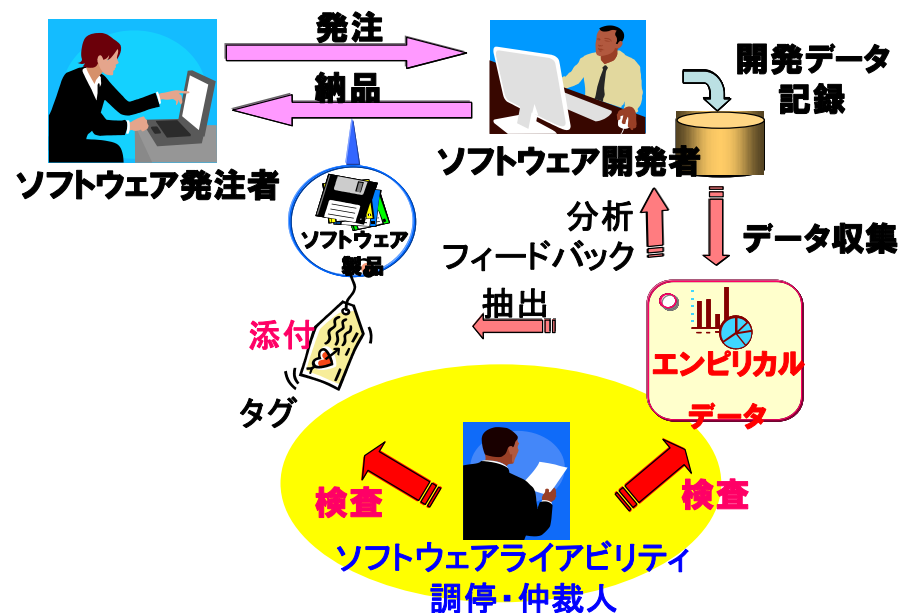 発注
納品
開発データ
記録
ソフトウェア発注者
ソフトウェア開発者
ソフトウェア
製品
分析
フィードバック
データ収集
抽出
添付
タグ
エンピリカル
データ
検査
検査
ソフトウェアライアビリティ
調停・仲裁人